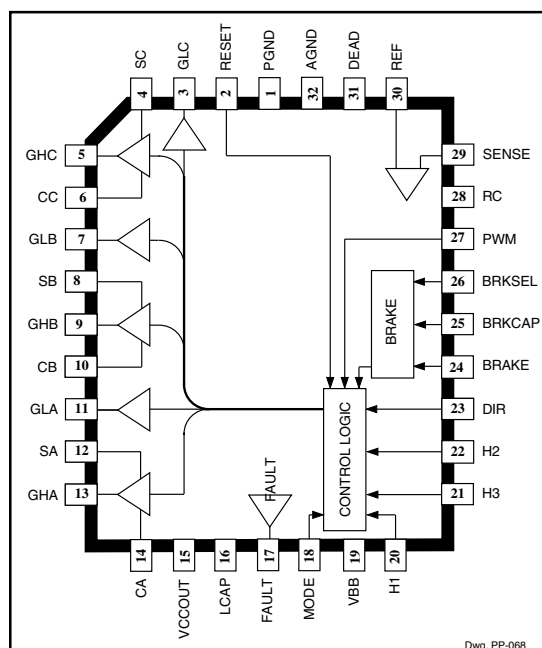 SC
GLC
RESET
PGND
AGND
DEAD
REF
4
3
2
1
32
31
30
GHC 5
CC 6
GLB 7
SB 8
GHB 9
CB 10
GLA 11
SA 12
GHA 13
29 SENSE
28 RC
27 PWM
26 BRKSEL
25 BRKCAP
24 BRAKE
23 DIR
22 H2
21 H3
BRAKE
CONTROL LOGIC
FAULT
14
15
16
17
18
19
20
CA
VCCOUT
LCAP
FAULT
MODE
VBB
H1
Dwg. PP-068